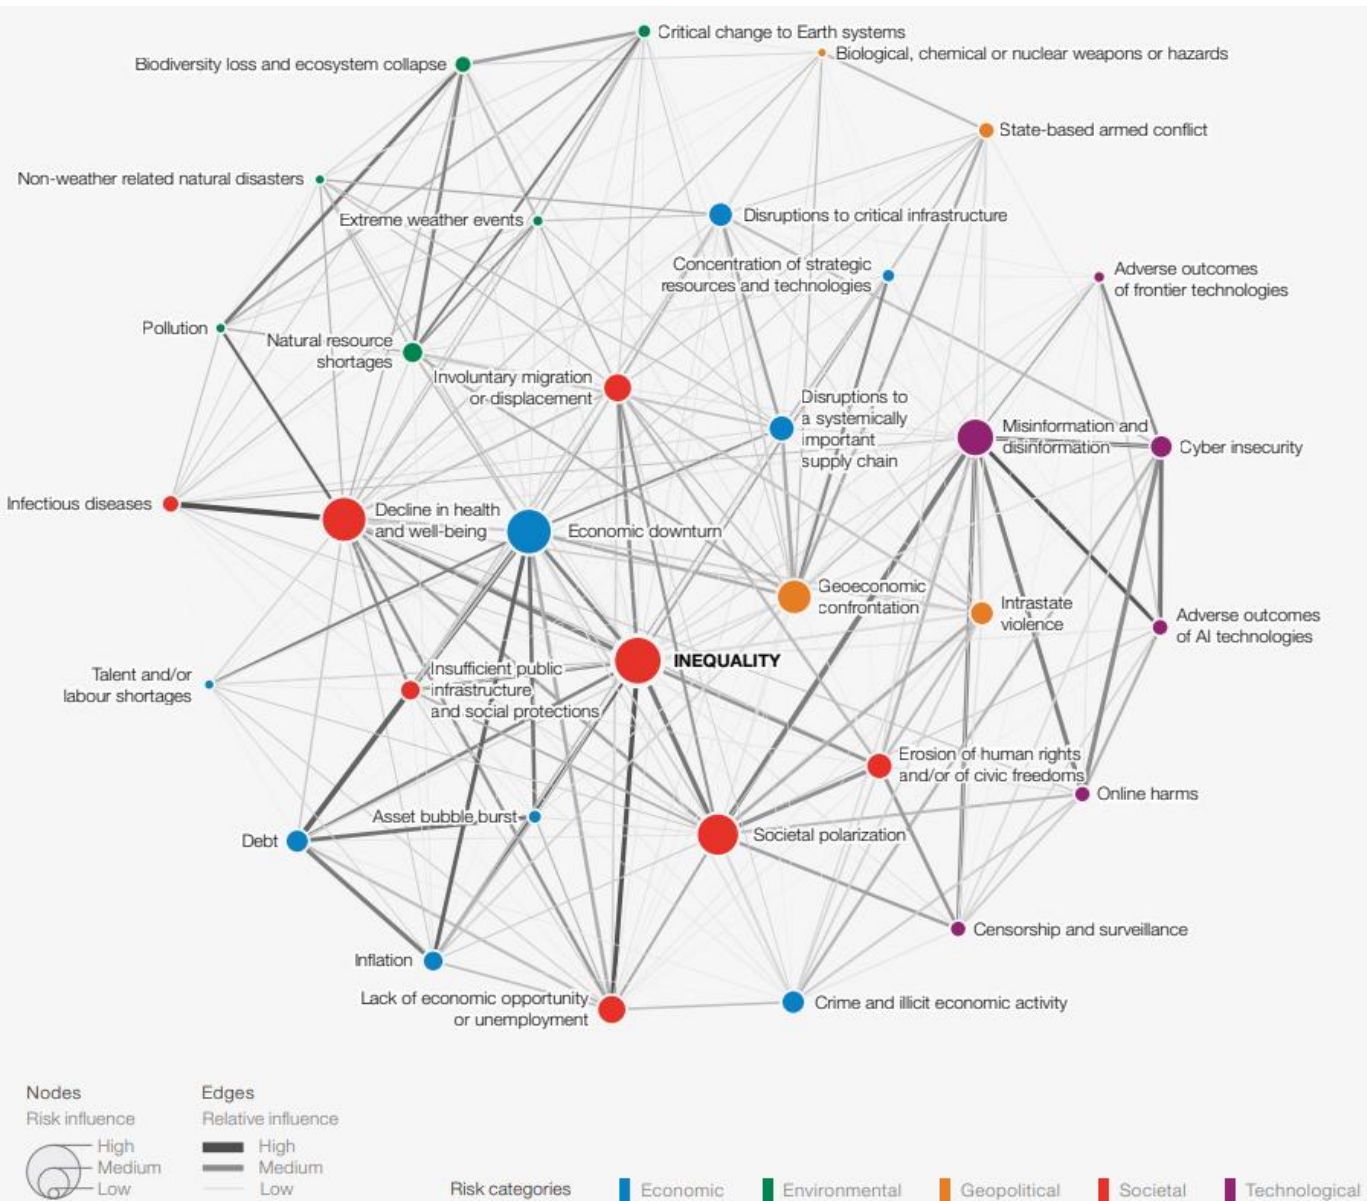 Critical change to Earth systems
Biological, chemical or nuclear weapons or hazards
Biodiversity loss and ecosystem collapse
State-based armed conflict
Non-weather related natural disasters
Extreme weather events
Disruptions to critical infrastructure
Concentration of strategic
resources and technologies
Adverse outcomes
of frontier technologies
Pollution
Natural resource
shortages
Involuntary migration
or displacement
Disruptions to
a systemically
important
supply chain
Misinformation and
disinformation
Cyber insecurity
Infectious diseases
Decline in health
and well-being
Economic downturn
Geoeconomic
confrontation
Intrastate
violence
Adverse outcomes
of AI technologies
Talent and/or
labour shortages
Insufficient public
infrastructure
and social protections
INEQUALITY
Erosion of human rights
and/or of civic freedoms
Online harms
Asset bubble burst
Debt
Societal polarization
Censorship and surveillance
Inflation
Lack of economic opportunity
or unemployment
Crime and illicit economic activity
Nodes
Risk influence
High
Medium
Low
Edges
Relative influence
High
Medium
Low
Risk categories
Economic
Environmental
Geopolitical
Societal
Technological